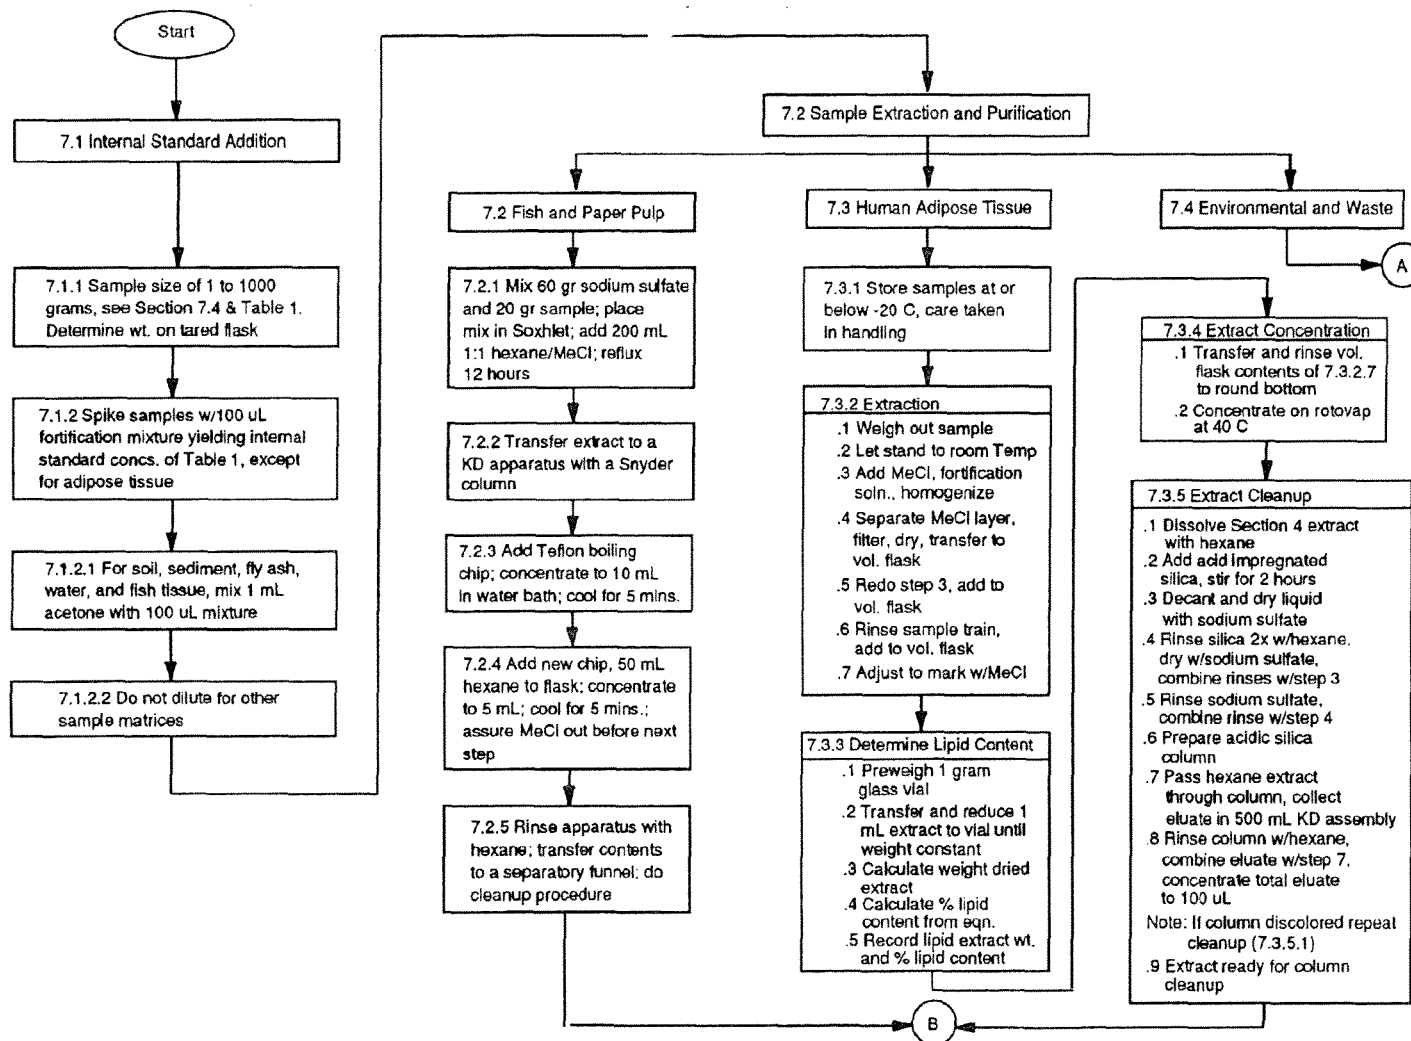 Start
7.1 Internal Standard Addition
7.1.1 Sample size of 1 to 1000
grams, see Section 7.4 & Table 1.
Determine wt. on tared flask
7.1.2 Spike samples w/100 uL
fortification mixture yielding internal
standard concs. of Table 1, except
for adipose tissue
7.1.2.1 For soil, sediment, fly ash,
water, and fish tissue, mix 1 mL
acetone with 100 uL mixture
7.1.2.2 Do not dilute for other
sample matrices
7.2 Sample Extraction and Purification
7.2 Fish and Paper Pulp
7.2.1 Mix 60 gr sodium sulfate
and 20 gr sample; place
mix in Soxhlet; add 200 mL
1:1 hexane/MeCl; reflux
12 hours
7.2.2 Transfer extract to a
KD apparatus with a Snyder
column
7.2.3 Add Teflon boiling
chip; concentrate to 10 mL
in water bath; cool for 5 mins.
7.2.4 Add new chip, 50 mL
hexane to flask; concentrate
to 5 mL; cool for 5 mins.;
assure MeCl out before next
step
7.2.5 Rinse apparatus with
hexane; transfer contents
to a separatory funnel; do
cleanup procedure
7.3 Human Adipose Tissue
7.3.1 Store samples at or
below -20 C, care taken
in handling
7.3.2 Extraction
.1 Weigh out sample
.2 Let stand to room Temp
.3 Add MeCl, fortification
soln., homogenize
.4 Separate MeCl layer,
filter, dry, transfer to
vol. flask
.5 Redo step 3, add to
vol. flask
.6 Rinse sample train,
add to vol. flask
.7 Adjust to mark w/MeCl
7.3.3 Determine Lipid Content
.1 Preweigh 1 gram
glass vial
.2 Transfer and reduce 1
mL extract to vial until
weight constant
.3 Calculate weight dried
extract
.4 Calculate % lipid
content from eqn.
.5 Record lipid extract wt.
and % lipid content
7.4 Environmental and Waste
A
7.3.4 Extract Concentration
.1 Transfer and rinse vol.
flask contents of 7.3.2.7
to round bottom
.2 Concentrate on rotovap
at 40 C
7.3.5 Extract Cleanup
.1 Dissolve Section 4 extract
with hexane
.2 Add acid impregnated
silica, stir for 2 hours
.3 Decant and dry liquid
with sodium sulfate
.4 Rinse silica 2x w/hexane,
dry w/sodium sulfate,
combine rinses w/step 3
.5 Rinse sodium sulfate,
combine rinse w/step 4
.6 Prepare acidic silica
column
.7 Pass hexane extract
through column, collect
eluate in 500 mL KD assembly
.8 Rinse column w/hexane,
combine eluate w/step 7,
concentrate total eluate
to 100 uL
Note: If column discolored repeat
cleanup (7.3.5.1)
.9 Extract ready for column
cleanup
B